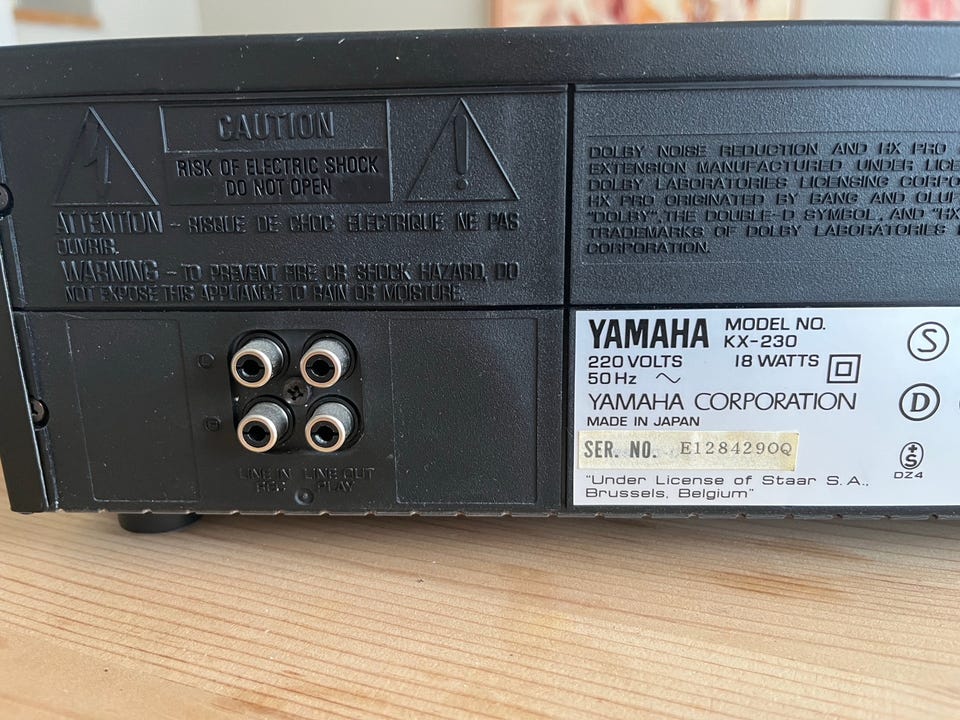 CAUTION
RISK OF ELECTRIC SHOCK
DO NOT OPEN
ATTENTION - RISQUE DE CHOC ELECTRIQUE NE PAS
OUVRIR.
WARNING - TO PREVENT FIRE OR SHOCK HAZARD, DO
NOT EXPOSE THIS APPLIANCE TO RAIN OR MOISTURE.
DOLBY NOISE REDUCTION AND HX PRO
EXTENSION MANUFACTURED UNDER LICE
DOLBY LABORATORIES LICENSING CORPO
HX PRO ORIGINATED BY BANG AND OLUF
"DOLBY", THE DOUBLE-D SYMBOL, AND "HX
TRADEMARKS OF DOLBY LABORATORIES
CORPORATION.
L
R
LINE IN LINE OUT
REC PLAY
YAMAHA MODEL NO.
KX-230
220 VOLTS 18 WATTS
50 Hz ~
YAMAHA CORPORATION
MADE IN JAPAN
SER. NO. E128429OQ
"Under License of Staar S.A.,
Brussels, Belgium"
S
D
+S
DZ4